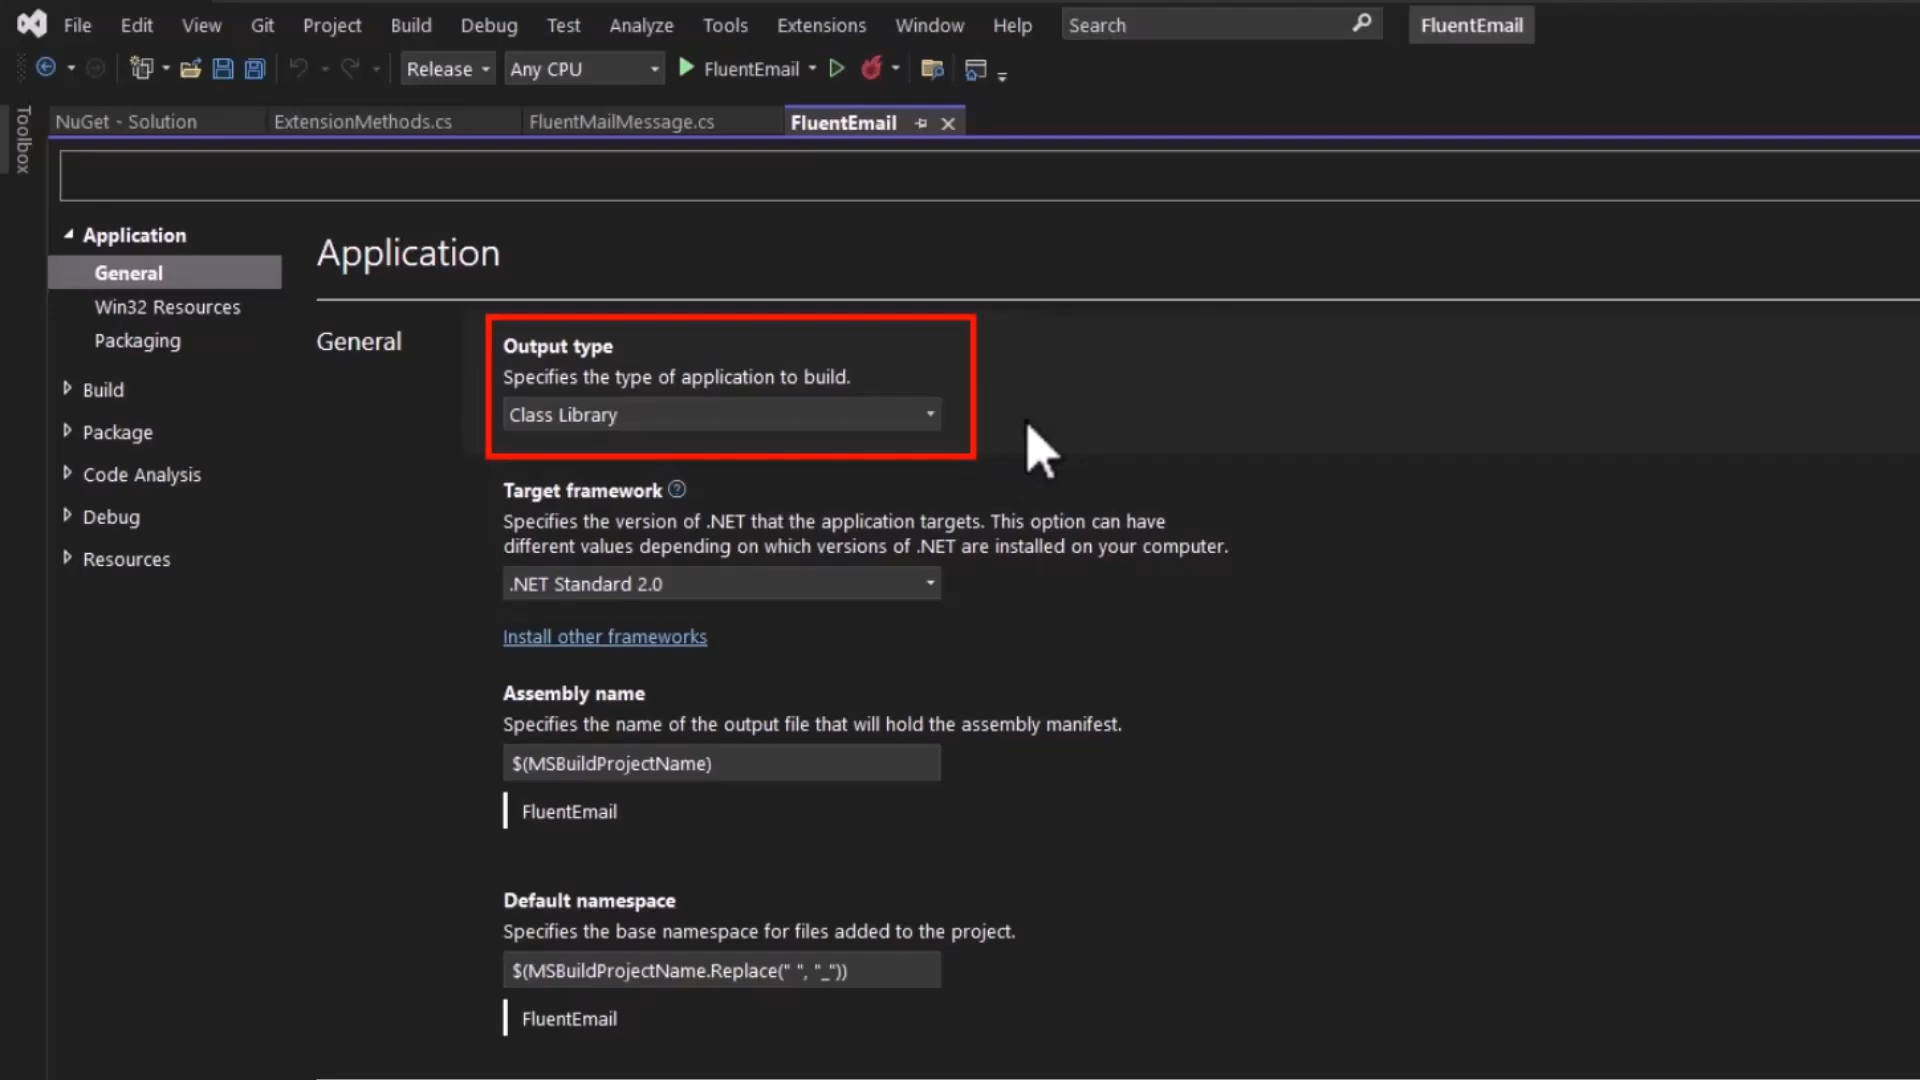 File Edit View Git Project Build Debug Test Analyze Tools Extensions Window Help Search FluentEmail
Release Any CPU FluentEmail
Toolbox
NuGet - Solution ExtensionMethods.cs FluentMailMessage.cs FluentEmail
Application
General
Win32 Resources
Packaging
Build
Package
Code Analysis
Debug
Resources
Application
General
Output type
Specifies the type of application to build.
Class Library
Target framework
Specifies the version of .NET that the application targets. This option can have
different values depending on which versions of .NET are installed on your computer.
.NET Standard 2.0
Install other frameworks
Assembly name
Specifies the name of the output file that will hold the assembly manifest.
$(MSBuildProjectName)
FluentEmail
Default namespace
Specifies the base namespace for files added to the project.
$(MSBuildProjectName.Replace(" ", "_"))
FluentEmail